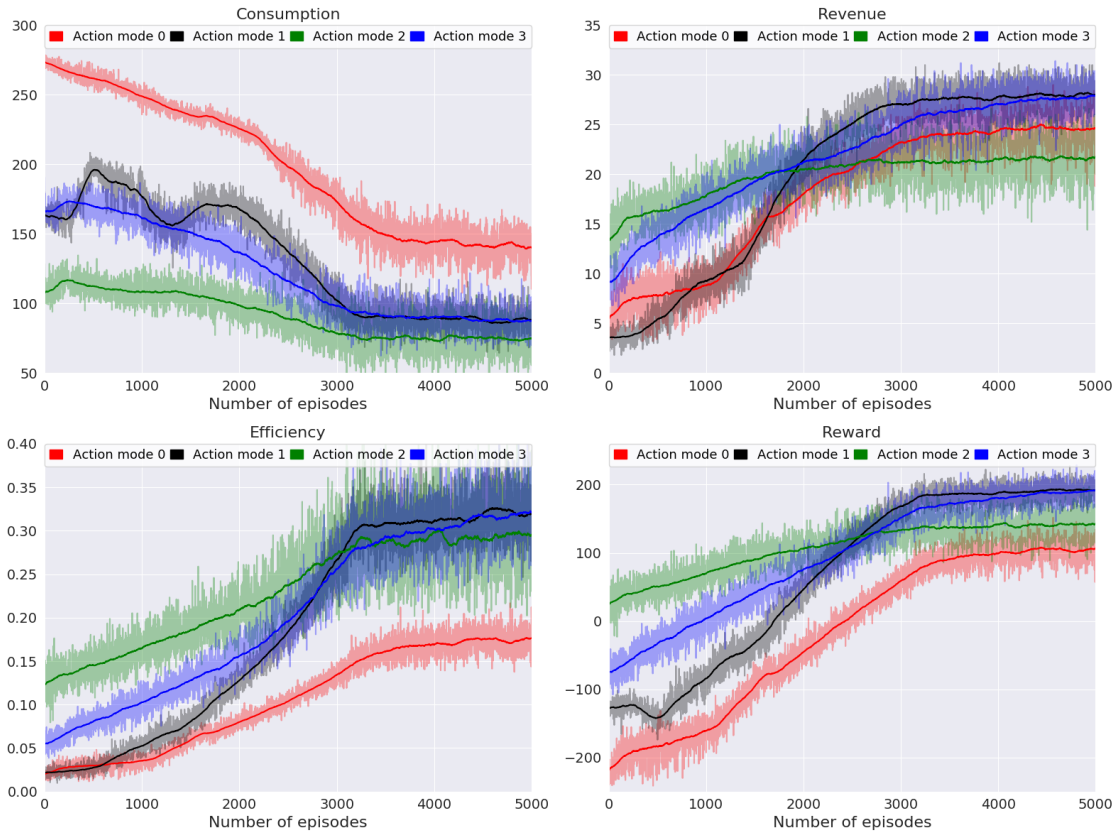 Consumption
Action mode 0 Action mode 1 Action mode 2 Action mode 3
300
250
200
150
100
50
0 1000 2000 3000 4000 5000
Number of episodes
Revenue
Action mode 0 Action mode 1 Action mode 2 Action mode 3
35
30
25
20
15
10
5
0
0 1000 2000 3000 4000 5000
Number of episodes
Efficiency
Action mode 0 Action mode 1 Action mode 2 Action mode 3
0.40
0.35
0.30
0.25
0.20
0.15
0.10
0.05
0.00
0 1000 2000 3000 4000 5000
Number of episodes
Reward
Action mode 0 Action mode 1 Action mode 2 Action mode 3
200
100
0
−100
−200
0 1000 2000 3000 4000 5000
Number of episodes